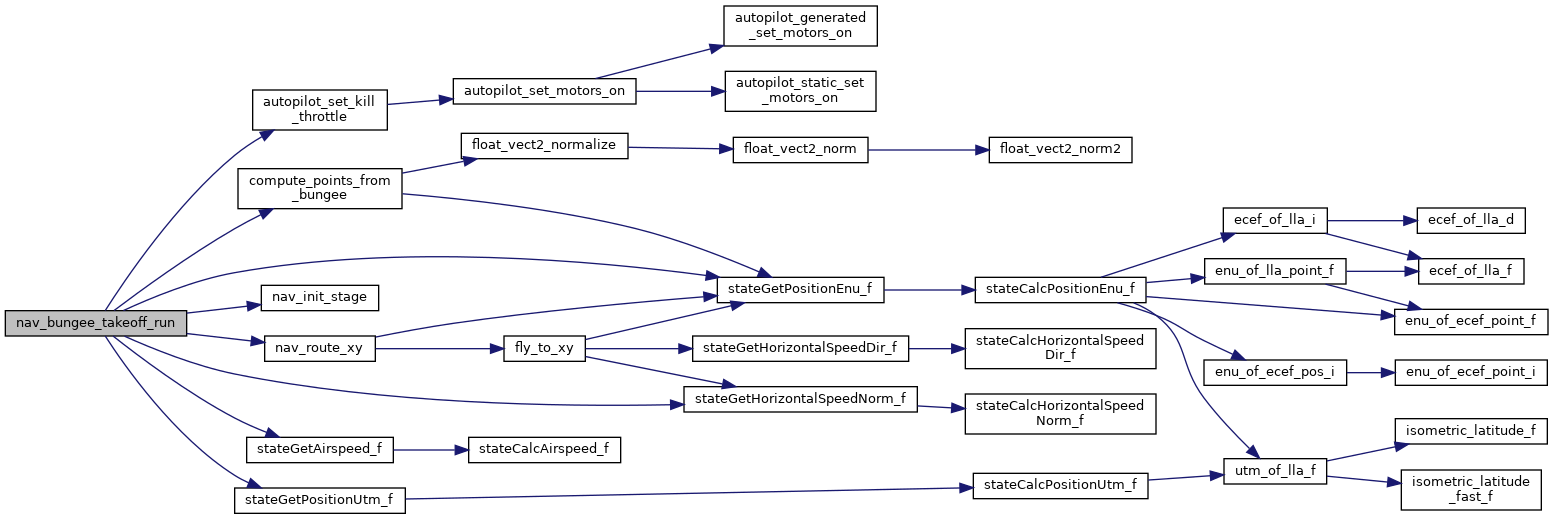 nav_bungee_takeoff_run
autopilot_set_kill
_throttle
compute_points_from
_bungee
nav_init_stage
nav_route_xy
stateGetAirspeed_f
stateGetPositionUtm_f
autopilot_set_motors_on
float_vect2_normalize
fly_to_xy
stateCalcAirspeed_f
autopilot_generated
_set_motors_on
autopilot_static_set
_motors_on
float_vect2_norm
stateGetPositionEnu_f
stateGetHorizontalSpeedDir_f
stateGetHorizontalSpeedNorm_f
float_vect2_norm2
stateCalcPositionEnu_f
stateCalcHorizontalSpeed
Dir_f
stateCalcHorizontalSpeed
Norm_f
stateCalcPositionUtm_f
ecef_of_lla_i
enu_of_lla_point_f
enu_of_ecef_pos_i
utm_of_lla_f
ecef_of_lla_d
ecef_of_lla_f
enu_of_ecef_point_f
enu_of_ecef_point_i
isometric_latitude_f
isometric_latitude
_fast_f